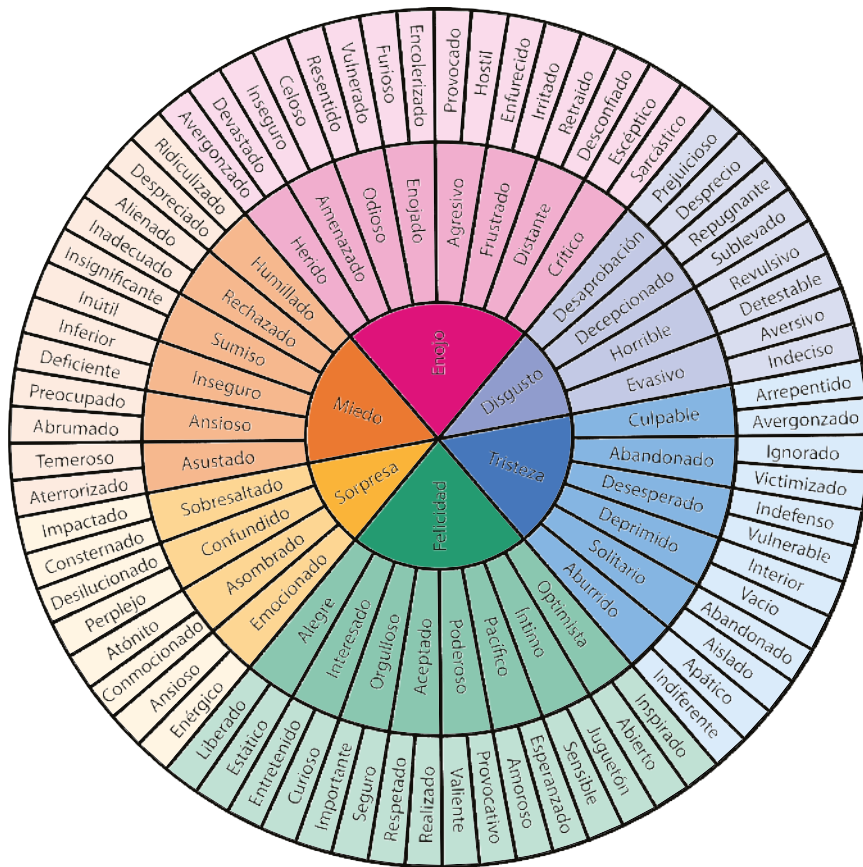 Enojo
Disgusto
Tristeza
Felicidad
Sorpresa
Miedo
Herido
Amenazado
Odioso
Enojado
Agresivo
Frustrado
Distante
Crítico
Desaprobación
Decepcionado
Horrible
Evasivo
Culpable
Abandonado
Desesperado
Deprimido
Solitario
Aburrido
Optimista
Íntimo
Pacífico
Poderoso
Aceptado
Orgulloso
Interesado
Alegre
Emocionado
Asombrado
Confundido
Sobresaltado
Asustado
Ansioso
Inseguro
Sumiso
Rechazado
Humillado
Avergonzado
Devastado
Inseguro
Celoso
Resentido
Vulnerado
Furioso
Encolerizado
Provocado
Hostil
Enfurecido
Irritado
Retraído
Desconfiado
Escéptico
Sarcástico
Prejuicioso
Desprecio
Repugnante
Sublevado
Revulsivo
Detestable
Aversivo
Indeciso
Arrepentido
Avergonzado
Ignorado
Victimizado
Indefenso
Vulnerable
Interior
Vacío
Abandonado
Aislado
Apático
Indiferente
Inspirado
Abierto
Juguetón
Sensible
Esperanzado
Amoroso
Provocativo
Valiente
Realizado
Respetado
Seguro
Importante
Curioso
Entretenido
Estático
Liberado
Enérgico
Ansioso
Conmocionado
Atónito
Perplejo
Desilucionado
Consternado
Impactado
Aterrorizado
Temeroso
Abrumado
Preocupado
Deficiente
Inferior
Inútil
Insignificante
Inadecuado
Alienado
Despreciado
Ridiculizado